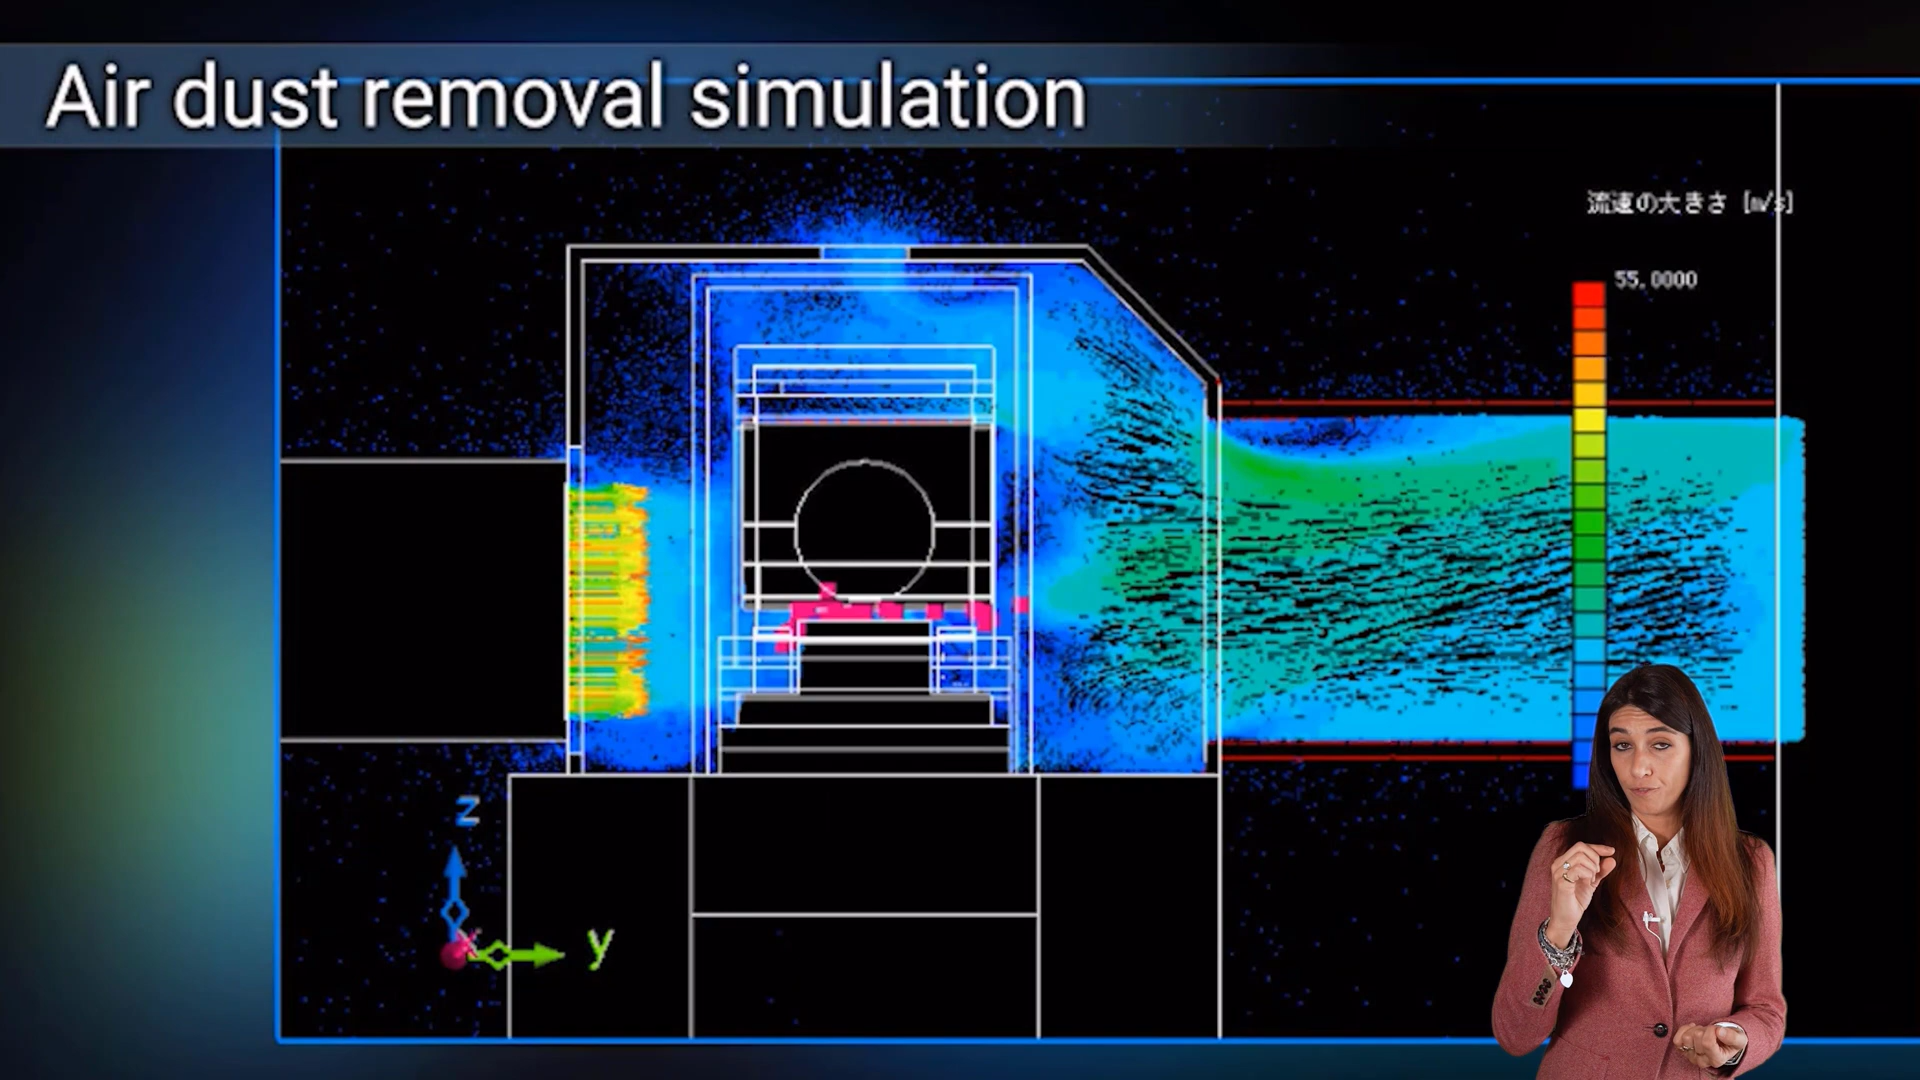 Air dust removal simulation
流速の大きさ [m/s]
55.0000
z
x
y